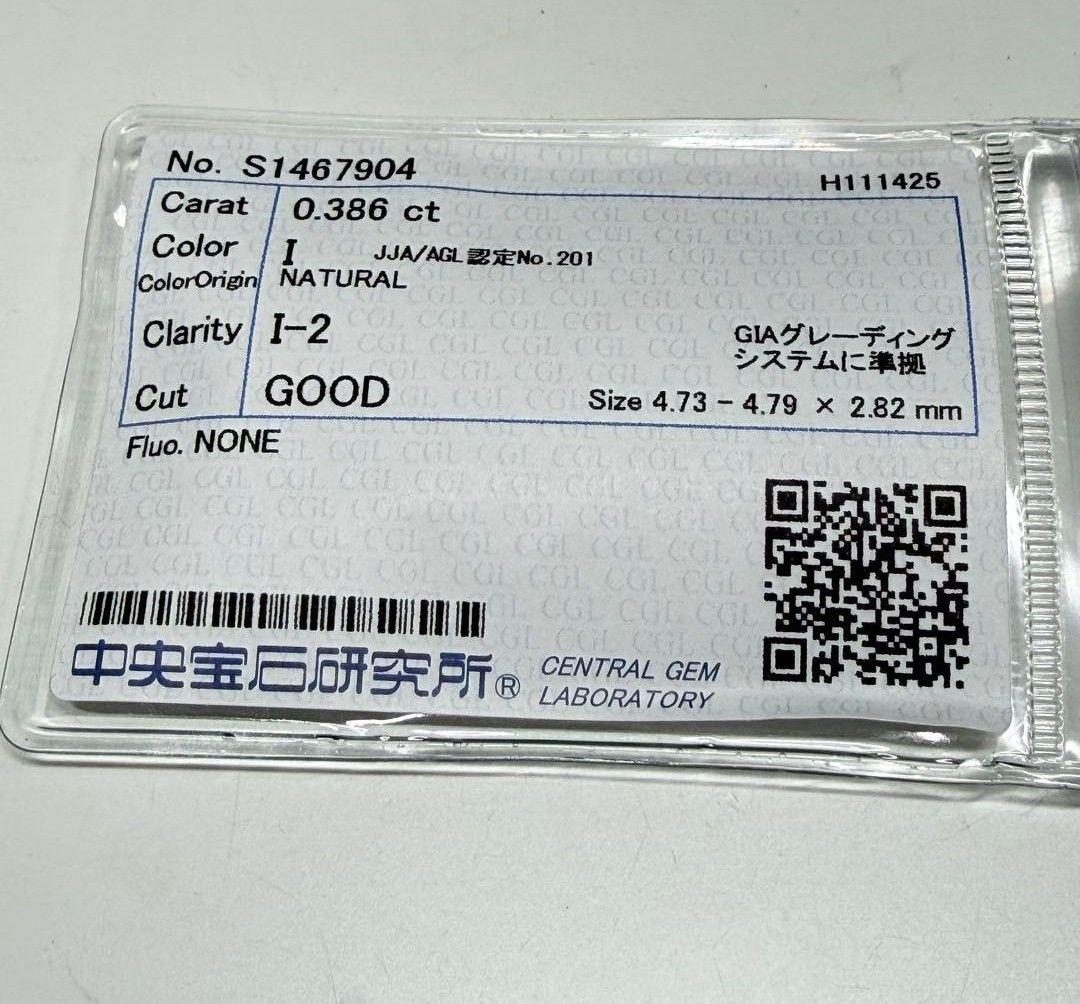 No. S1467904
H111425
Carat 0.386 ct
Color I JJA/AGL認定No.201
ColorOrigin NATURAL
Clarity I-2
GIAグレーディング
システムに準拠
Cut GOOD
Size 4.73 - 4.79 × 2.82 mm
Fluo. NONE
中央宝石研究所®
CENTRAL GEM
LABORATORY